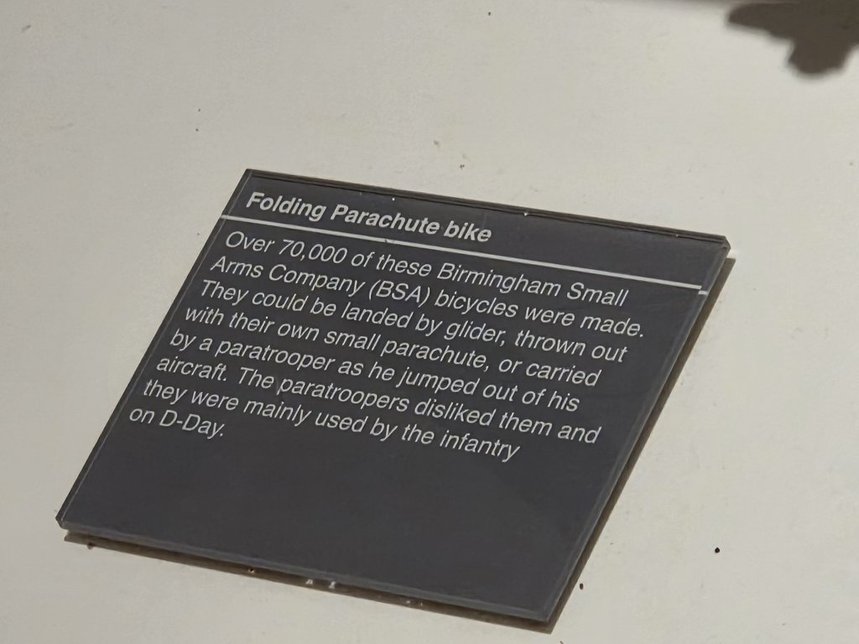 Folding Parachute bike
Over 70,000 of these Birmingham Small
Arms Company (BSA) bicycles were made.
They could be landed by glider, thrown out
with their own small parachute, or carried
by a paratrooper as he jumped out of his
aircraft. The paratroopers disliked them and
they were mainly used by the infantry
on D-Day.